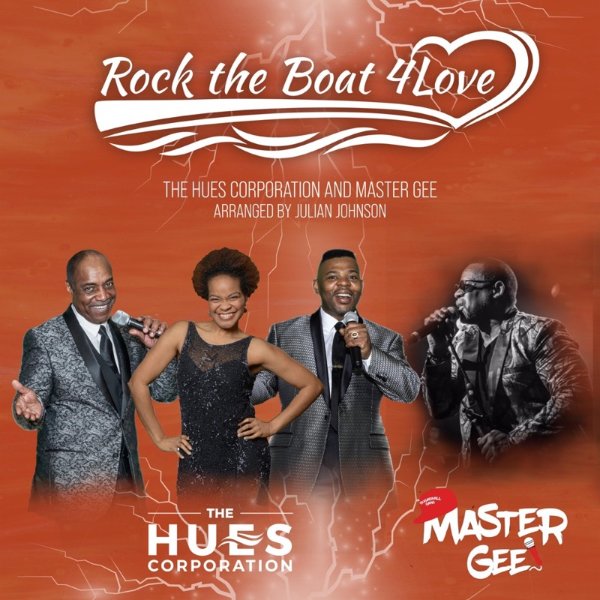 Rock the Boat 4Love
THE HUES CORPORATION AND MASTER GEE
ARRANGED BY JULIAN JOHNSON
THE
HUES
CORPORATION
MASTER
GEE